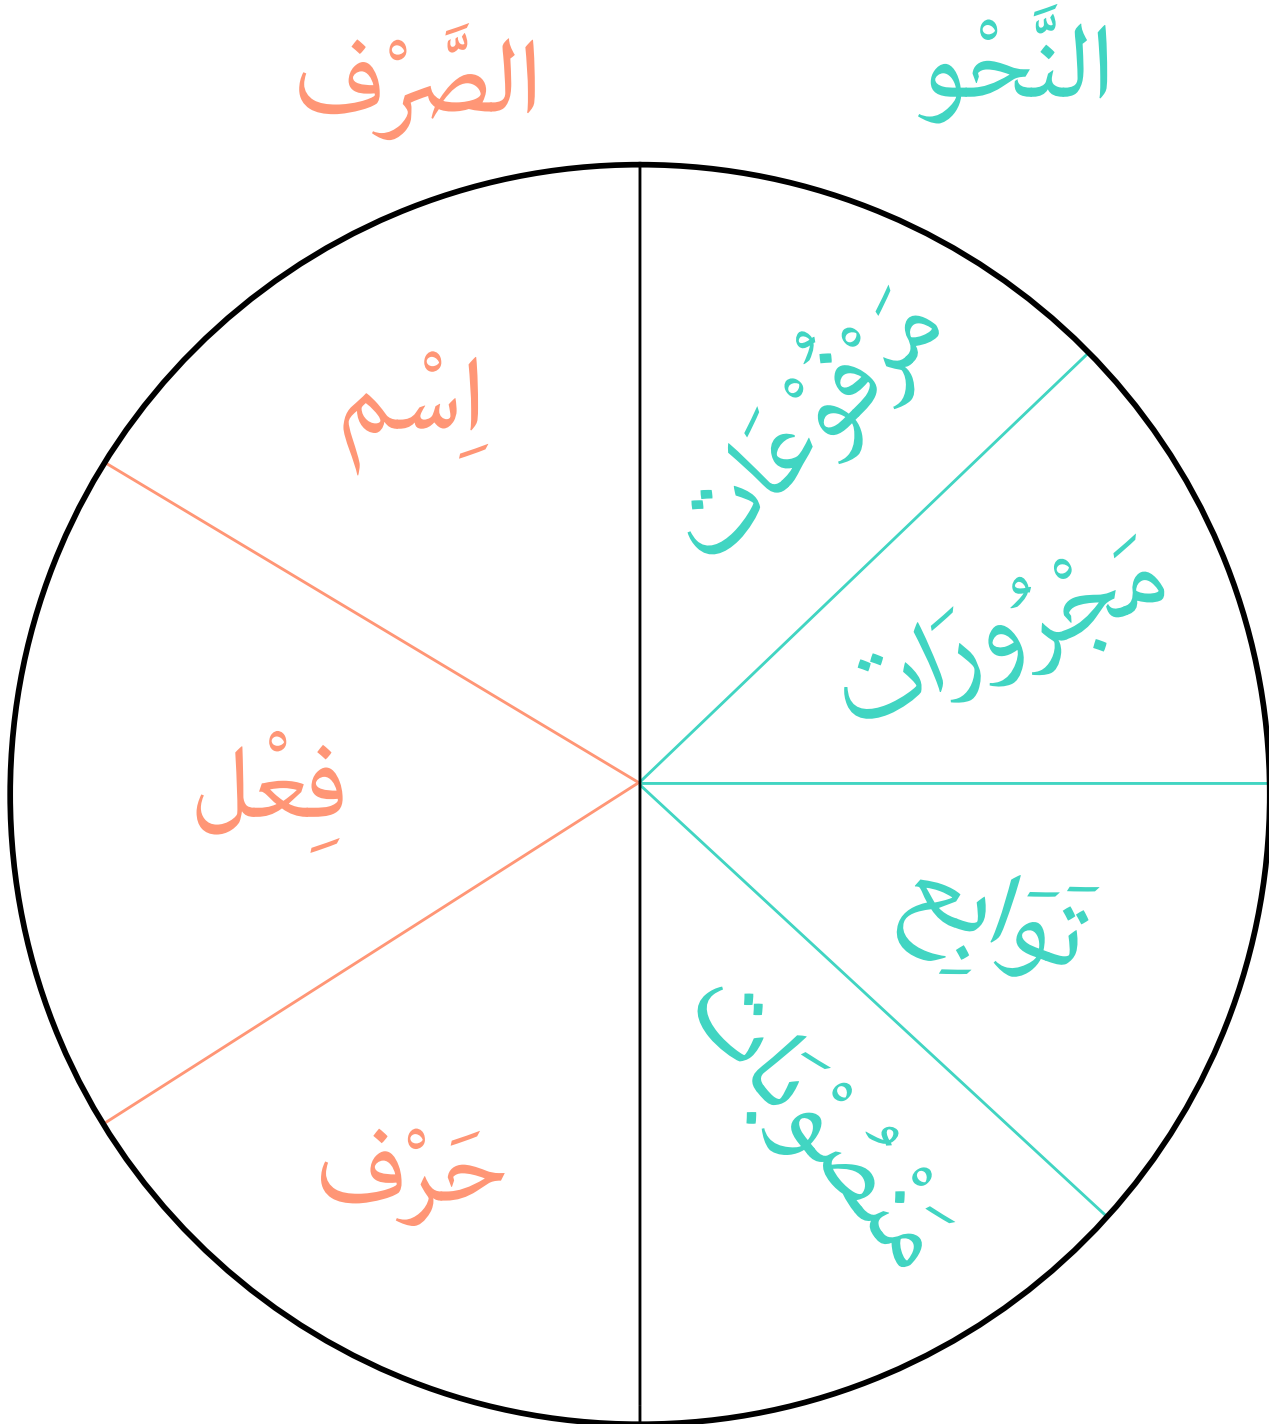 النَّحْو
الصَّرْف
مَرْفُوْعَات
مَجْرُورَات
تَوَابِع
مَنْصُوْبَات
اِسْم
فِعْل
حَرْف